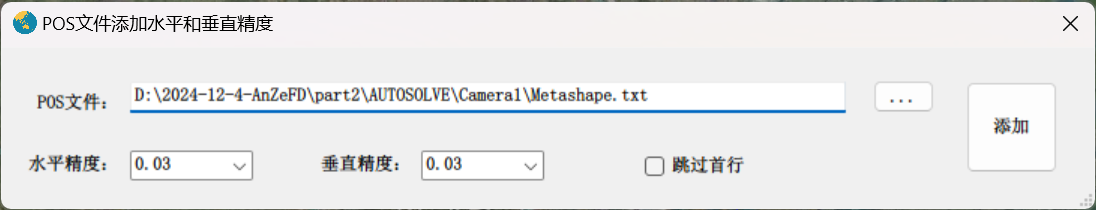 POS文件添加水平和垂直精度
POS文件： D:\2024-12-4-AnZeFD\part2\AUTOSOLVE\Camera1\Metashape.txt ...
添加
水平精度： 0.03 垂直精度： 0.03 跳过首行